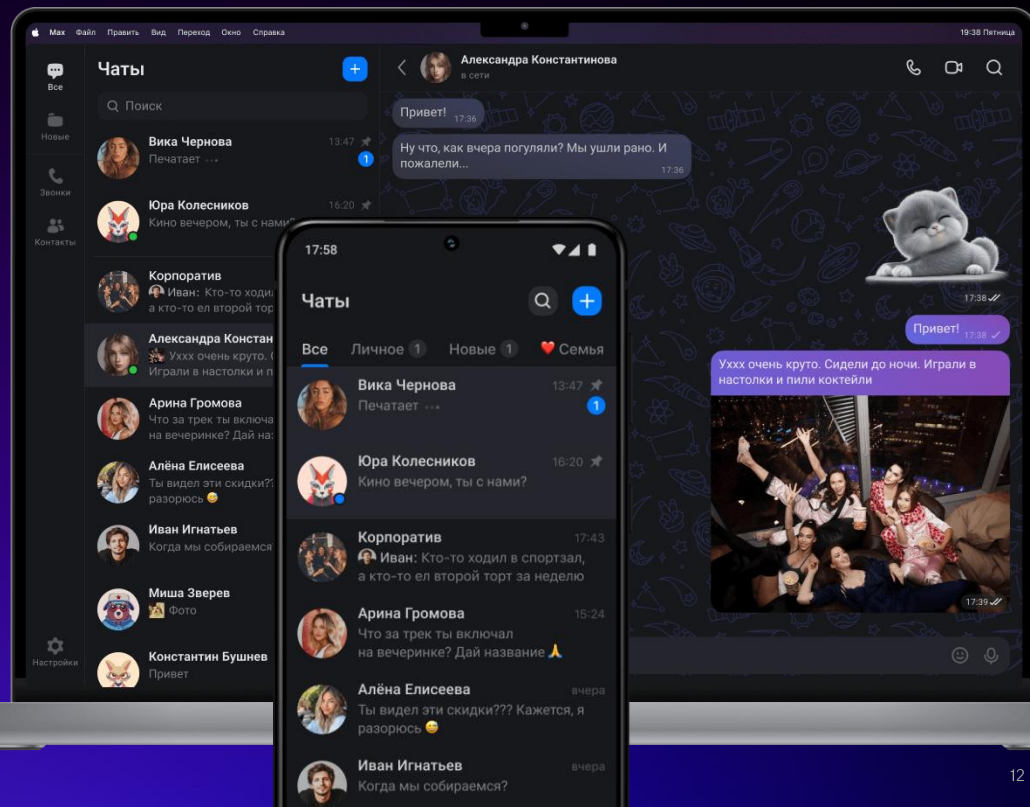 Max Файл Править Вид Переход Окно Справка
19:38 Пятница
Все
Новые
Звонки
Контакты
Настройки
Чаты
Поиск
Вика Чернова 13:47
Печатает ...
1
Юра Колесников 16:20
Кино вечером, ты с нами?
Корпоратив
Иван: Кто-то ходил
а кто-то ел второй тор
Александра Констан
Уххх очень круто.
Играли в настолки и п
Арина Громова
Что за трек ты включа
на вечеринке? Дай на
Алёна Елисеева
Ты видел эти скидки??
разорюсь 😅
Иван Игнатьев
Когда мы собираемся
Миша Зверев
Фото
Константин Бушнев
Привет
Александра Константинова
в сети
Привет! 17:36
Ну что, как вчера погуляли? Мы ушли рано. И
пожалели...
17:36
17:38
Привет! 17:38
Уххх очень круто. Сидели до ночи. Играли в
настолки и пили коктейли
17:39
17:58
Чаты
Все Личное 1 Новые 1 ❤️ Семья
Вика Чернова 13:47
Печатает ...
1
Юра Колесников 16:20
Кино вечером, ты с нами?
Корпоратив 17:43
Иван: Кто-то ходил в спортзал,
а кто-то ел второй торт за неделю
Арина Громова 15:24
Что за трек ты включал
на вечеринке? Дай название 🙏
Алёна Елисеева вчера
Ты видел эти скидки??? Кажется, я
разорюсь 😅
Иван Игнатьев вчера
Когда мы собираемся?
12